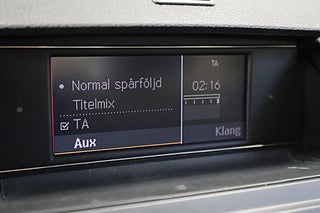 TA
Normal spårföljd
02:16
Titelmix
TA
Aux
Klang